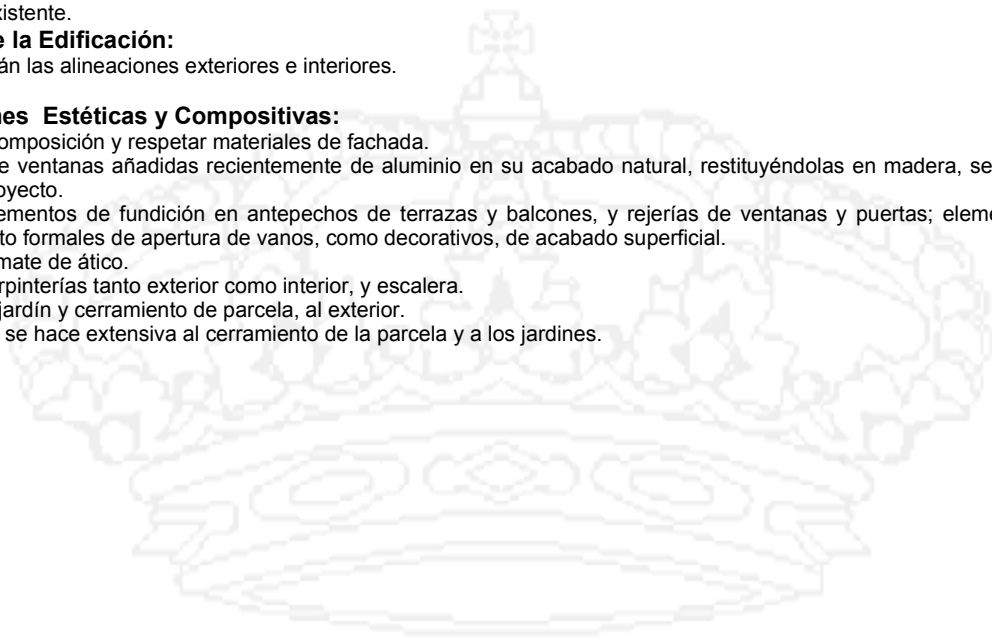 xistente.
e la Edificación:
án las alineaciones exteriores e interiores.
nes Estéticas y Compositivas:
omposición y respetar materiales de fachada.
e ventanas añadidas recientemente de aluminio en su acabado natural, restituyéndolas en madera, se
oyecto.
ementos de fundición en antepechos de terrazas y balcones, y rejerías de ventanas y puertas; eleme
to formales de apertura de vanos, como decorativos, de acabado superficial.
mate de ático.
rpinterías tanto exterior como interior, y escalera.
jardín y cerramiento de parcela, al exterior.
se hace extensiva al cerramiento de la parcela y a los jardines.